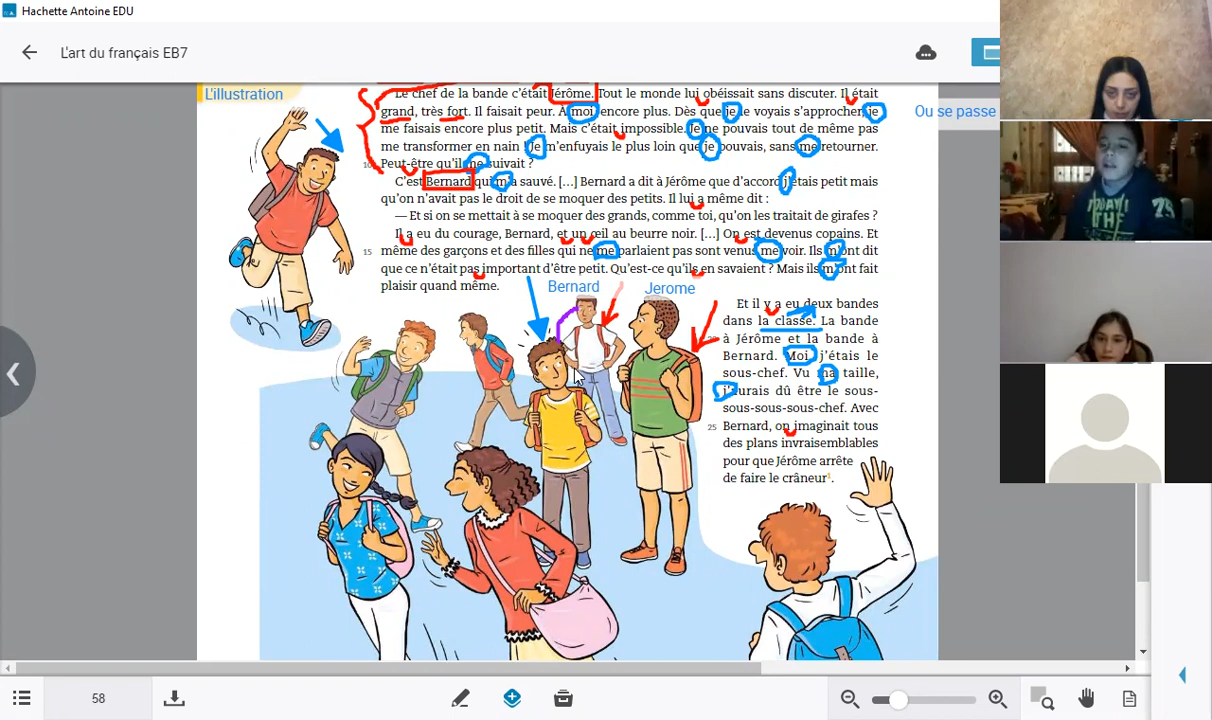 Hachette Antoine EDU
L'art du français EB7
L'illustration
Le chef de la bande c'était Jérôme. Tout le monde lui obéissait sans discuter. Il était
grand, très fort. Il faisait peur. À moi encore plus. Dès que je le voyais s'approcher, je
me faisais encore plus petit. Mais c'était impossible. Je ne pouvais tout de même pas
me transformer en nain ! Je m'enfuyais le plus loin que je pouvais, sans me retourner.
10 Peut-être qu'il me suivait ?
C'est Bernard qui m'a sauvé. […] Bernard a dit à Jérôme que d'accord j'étais petit mais
qu'on n'avait pas le droit de se moquer des petits. Il lui a même dit :
— Et si on se mettait à se moquer des grands, comme toi, qu'on les traitait de girafes ?
Il a eu du courage, Bernard, et un œil au beurre noir. […] On est devenus copains. Et
15 même des garçons et des filles qui ne me parlaient pas sont venus me voir. Ils m'ont dit
que ce n'était pas important d'être petit. Qu'est-ce qu'ils en savaient ? Mais ils m'ont fait
plaisir quand même.
Ou se passe
Bernard
Jerome
Et il y a eu deux bandes
dans la classe. La bande
à Jérôme et la bande à
Bernard. Moi, j'étais le
sous-chef. Vu ma taille,
j'aurais dû être le sous-
sous-sous-sous-chef. Avec
25 Bernard, on imaginait tous
des plans invraisemblables
pour que Jérôme arrête
de faire le crâneur¹.
58